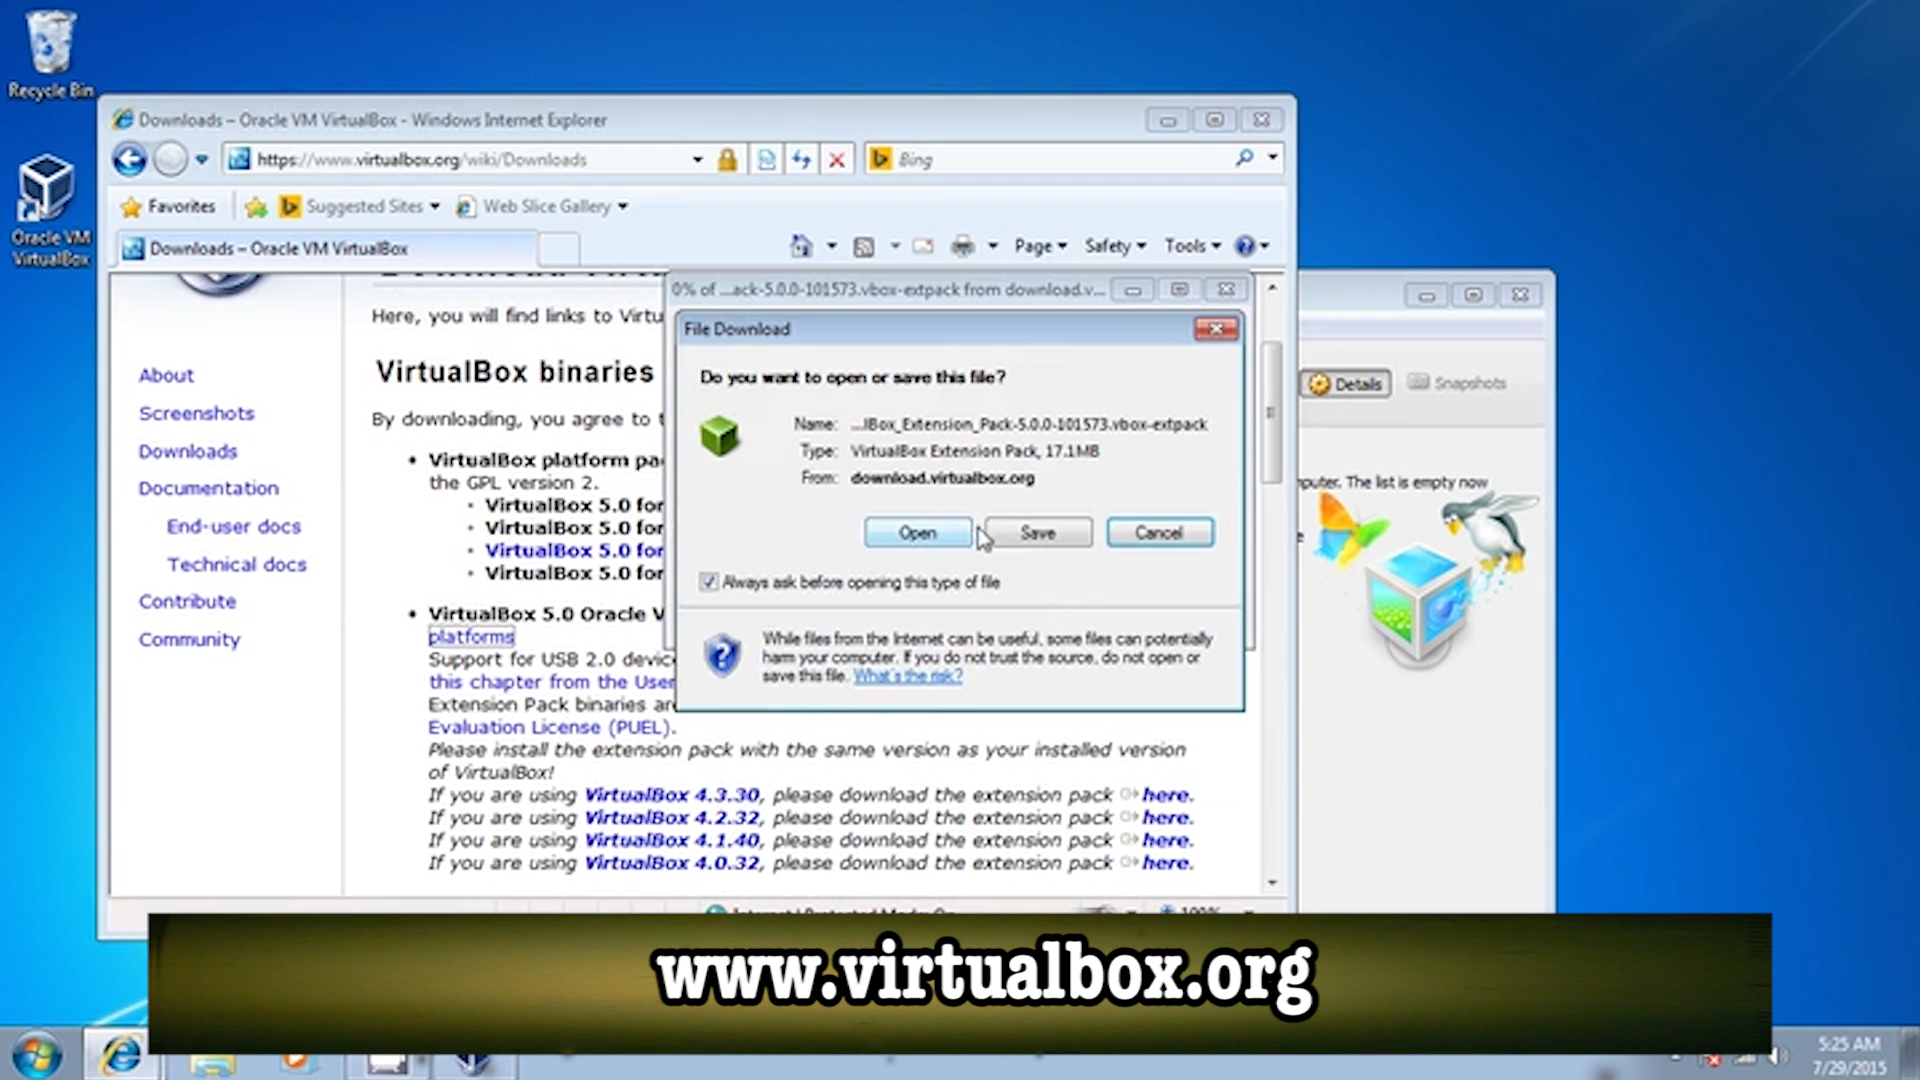 Recycle Bin
Oracle VM
VirtualBox
Downloads – Oracle VM VirtualBox - Windows Internet Explorer
https://www.virtualbox.org/wiki/Downloads
Bing
Favorites
Suggested Sites
Web Slice Gallery
Downloads – Oracle VM VirtualBox
Page
Safety
Tools
About
Screenshots
Downloads
Documentation
End-user docs
Technical docs
Contribute
Community
Here, you will find links to Virtu
VirtualBox binaries
By downloading, you agree to t
• VirtualBox platform pa
the GPL version 2.
VirtualBox 5.0 for
VirtualBox 5.0 for
VirtualBox 5.0 for
VirtualBox 5.0 for
• VirtualBox 5.0 Oracle V
platforms
Support for USB 2.0 device
this chapter from the User
Extension Pack binaries are
Evaluation License (PUEL).
Please install the extension pack with the same version as your installed version
of VirtualBox!
If you are using VirtualBox 4.3.30, please download the extension pack here.
If you are using VirtualBox 4.2.32, please download the extension pack here.
If you are using VirtualBox 4.1.40, please download the extension pack here.
If you are using VirtualBox 4.0.32, please download the extension pack here.
0% of ...ack-5.0.0-101573.vbox-extpack from download.v...
File Download
Do you want to open or save this file?
Name: ...lBox_Extension_Pack-5.0.0-101573.vbox-extpack
Type: VirtualBox Extension Pack, 17.1MB
From: download.virtualbox.org
Open
Save
Cancel
Always ask before opening this type of file
While files from the Internet can be useful, some files can potentially
harm your computer. If you do not trust the source, do not open or
save this file. What's the risk?
Details
Snapshots
puter. The list is empty now
www.virtualbox.org
5:25 AM
7/29/2015